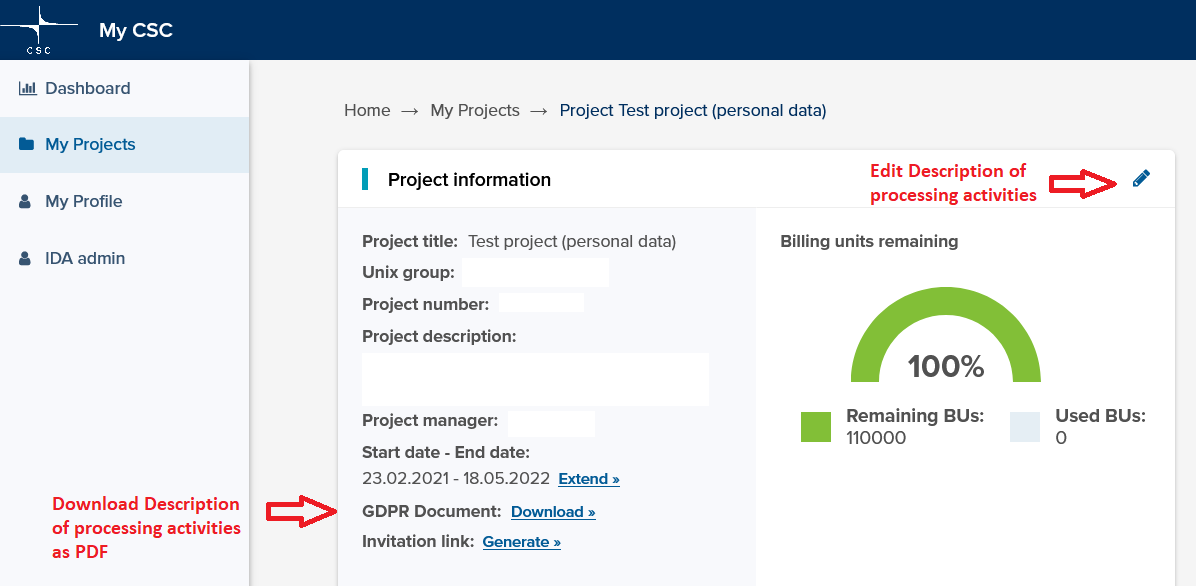 CSC
My CSC
Dashboard
My Projects
My Profile
IDA admin
Home → My Projects → Project Test project (personal data)
Project information
Edit Description of
processing activities
Project title: Test project (personal data)
Unix group:
Project number:
Project description:
Project manager:
Start date - End date:
23.02.2021 - 18.05.2022 Extend »
GDPR Document: Download »
Invitation link: Generate »
Billing units remaining
100%
Remaining BUs:
110000
Used BUs:
0
Download Description
of processing activities
as PDF